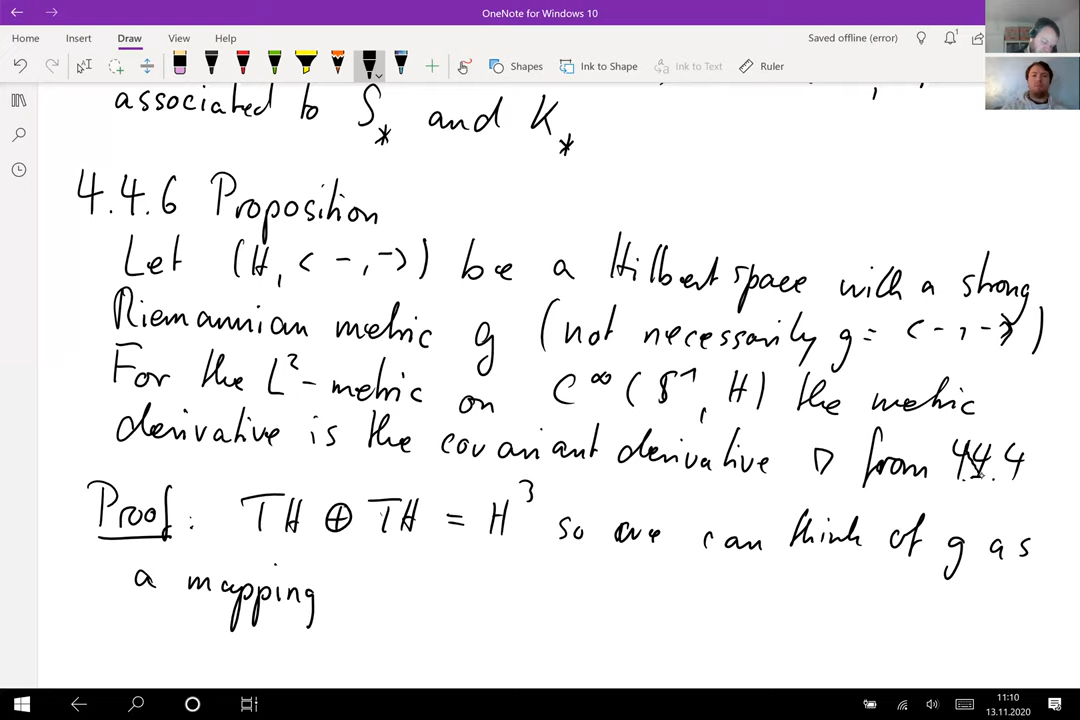 OneNote for Windows 10
Home Insert Draw View Help Saved offline (error)
Shapes Ink to Shape Ink to Text Ruler
associated to S_* and K_*
4.4.6 Proposition
Let (H, < -, ->) be a Hilbert space with a strong
Riemannian metric g (not necessarily g = < -, ->)
For the L²-metric on C^∞ (S¹, H) the metric
derivative is the covariant derivative ∇ from 4.4.4
Proof: TH ⊕ TH = H³ so we can think of g as
a mapping
11:10
13.11.2020